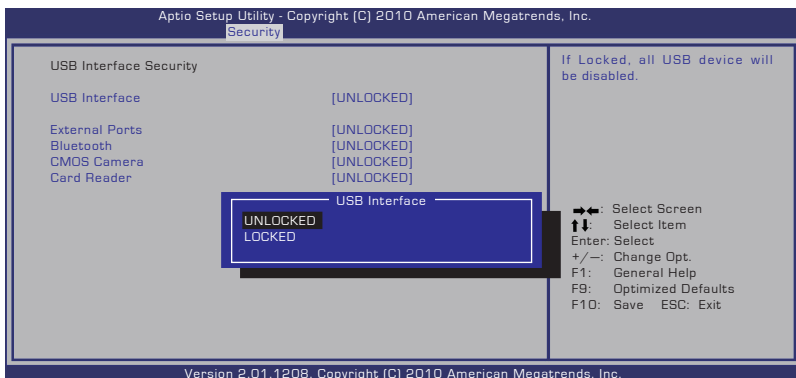 Aptio Setup Utility - Copyright (C) 2010 American Megatrends, Inc.
Security
USB Interface Security
USB Interface [UNLOCKED]
External Ports [UNLOCKED]
Bluetooth [UNLOCKED]
CMOS Camera [UNLOCKED]
Card Reader [UNLOCKED]
USB Interface
UNLOCKED
LOCKED
If Locked, all USB device will
be disabled.
→←: Select Screen
↑↓: Select Item
Enter: Select
+/—: Change Opt.
F1: General Help
F9: Optimized Defaults
F10: Save ESC: Exit
Version 2.01.1208. Copyright (C) 2010 American Megatrends, Inc.